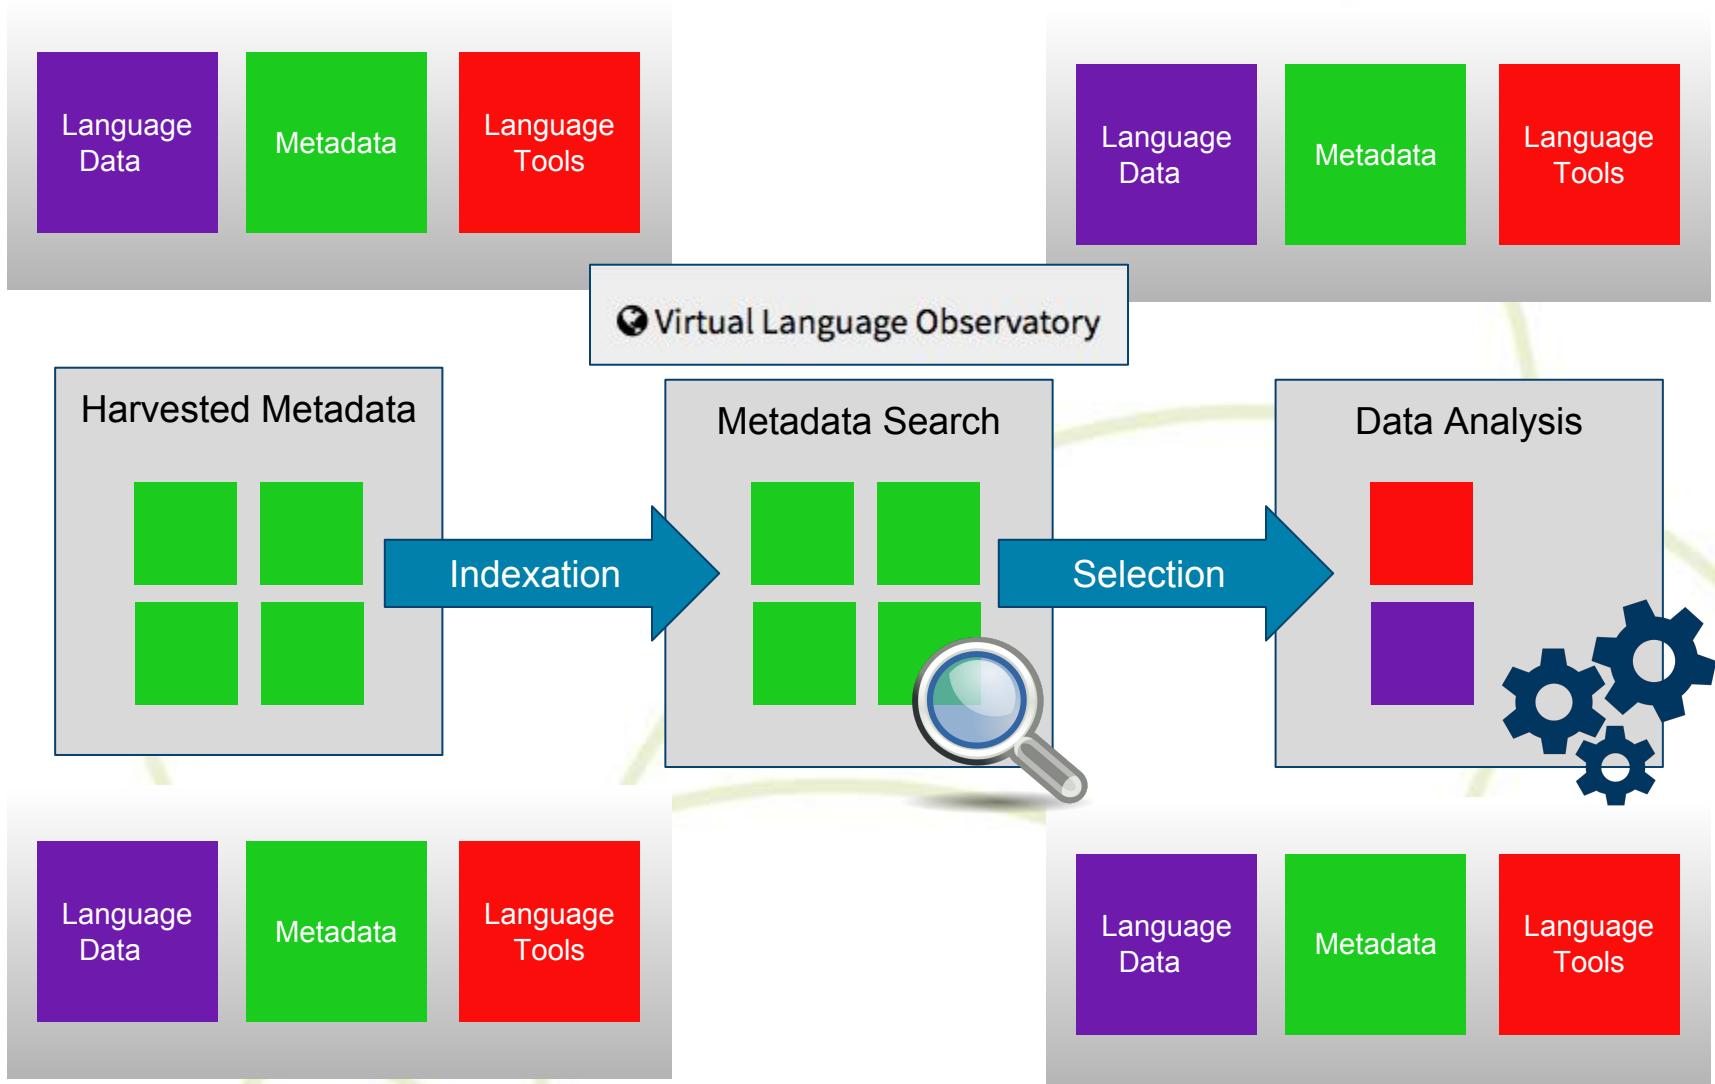 Language
Data
Metadata
Language
Tools
Language
Data
Metadata
Language
Tools
Virtual Language Observatory
Harvested Metadata
Metadata Search
Data Analysis
Indexation
Selection
Language
Data
Metadata
Language
Tools
Language
Data
Metadata
Language
Tools